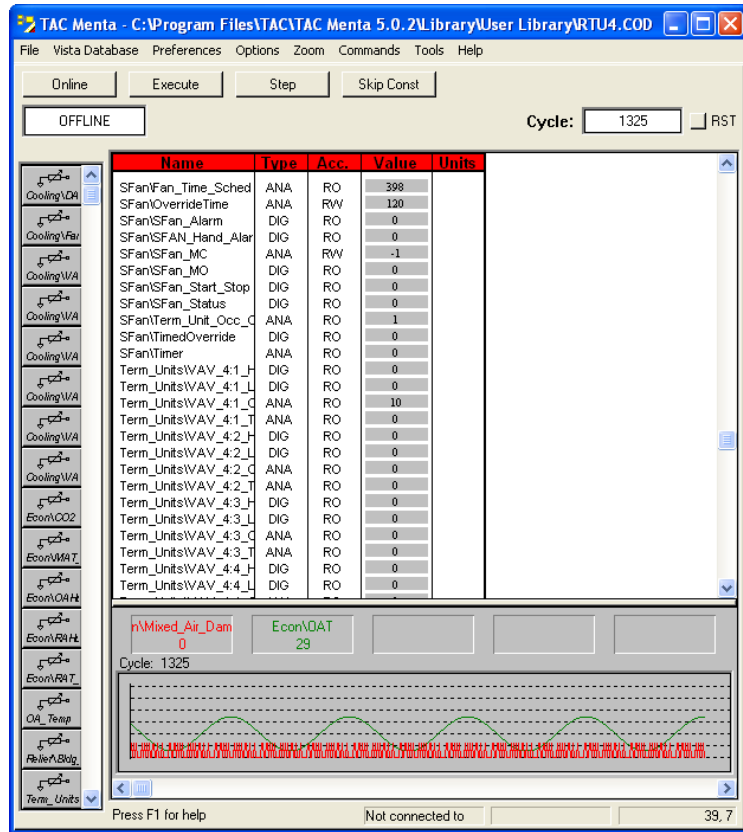 TAC Menta - C:\Program Files\TAC\TAC Menta 5.0.2\Library\User Library\RTU4.COD
File Vista Database Preferences Options Zoom Commands Tools Help
Online Execute Step Skip Const
OFFLINE Cycle: 1325 RST
Name Type Acc. Value Units
SFan\Fan_Time_Sched ANA RO 398
SFan\OverrideTime ANA RW 120
SFan\SFan_Alarm DIG RO 0
SFan\SFAN_Hand_Alar DIG RO 0
SFan\SFan_MC ANA RW -1
SFan\SFan_MO DIG RO 0
SFan\SFan_Start_Stop DIG RO 0
SFan\SFan_Status DIG RO 0
SFan\Term_Unit_Occ_C ANA RO 1
SFan\TimedOverride DIG RO 0
SFan\Timer ANA RO 0
Term_Units\VAV_4:1_H DIG RO 0
Term_Units\VAV_4:1_L DIG RO 0
Term_Units\VAV_4:1_C ANA RO 10
Term_Units\VAV_4:1_T ANA RO 0
Term_Units\VAV_4:2_H DIG RO 0
Term_Units\VAV_4:2_L DIG RO 0
Term_Units\VAV_4:2_C ANA RO 0
Term_Units\VAV_4:2_T ANA RO 0
Term_Units\VAV_4:3_H DIG RO 0
Term_Units\VAV_4:3_L DIG RO 0
Term_Units\VAV_4:3_C ANA RO 0
Term_Units\VAV_4:3_T ANA RO 0
Term_Units\VAV_4:4_H DIG RO 0
Term_Units\VAV_4:4_L DIG RO 0
Cooling\DA
Cooling\Fan
Cooling\VA
Cooling\VA
Cooling\VA
Cooling\VA
Cooling\VA
Cooling\VA
Econ\CO2
Econ\MAT_
Econ\OAH
Econ\RAH
Econ\RAT_
OA_Temp
Relief\Bldg_
Term_Units
n\Mixed_Air_Dam Econ\OAT
0 29
Cycle: 1325
Press F1 for help Not connected to 39, 7